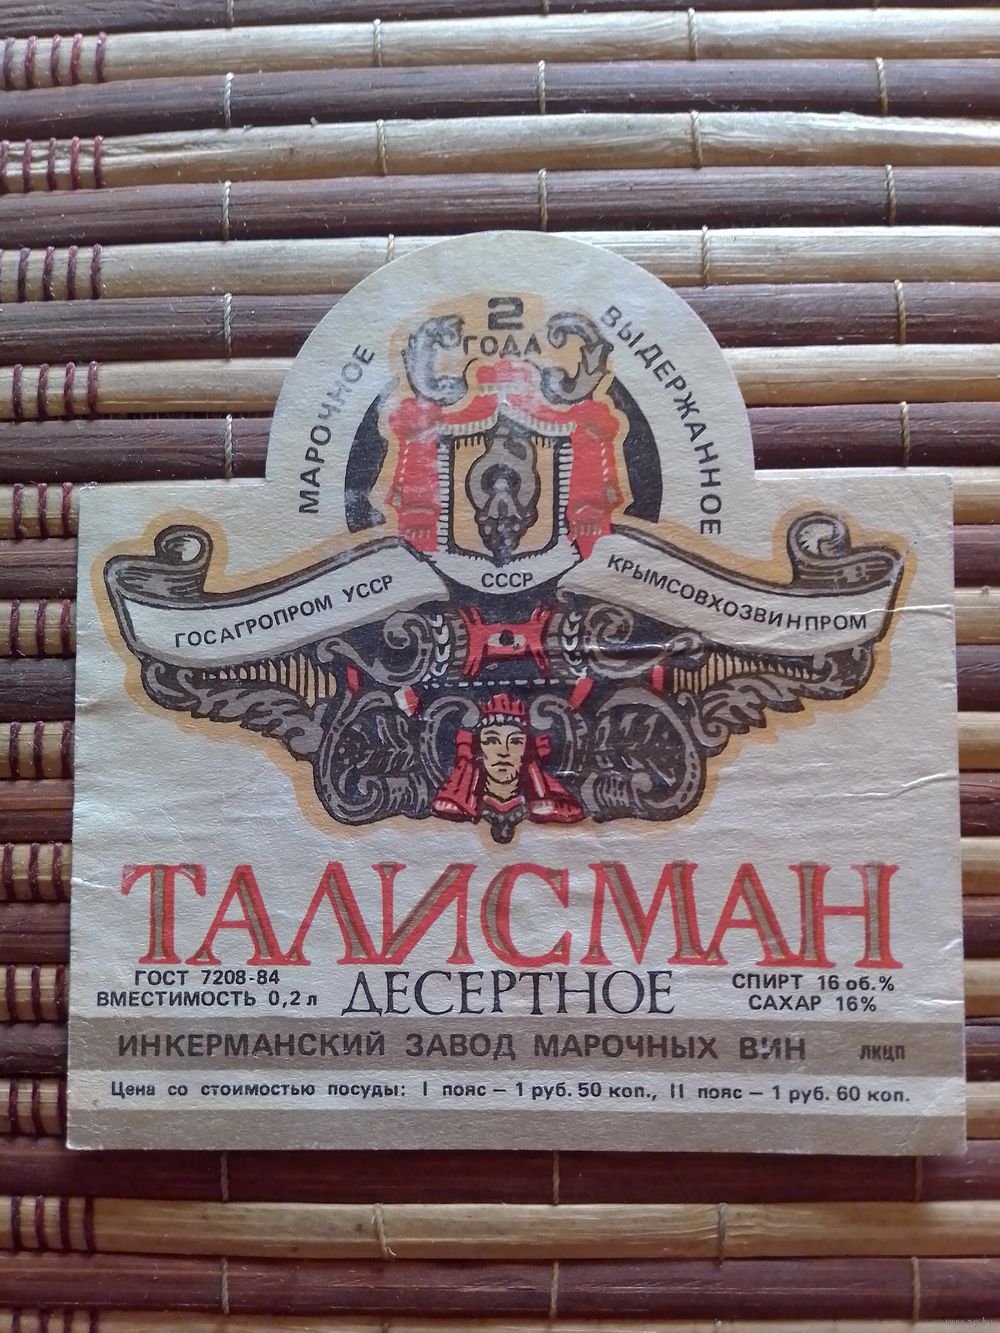 2
ГОДА
МАРОЧНОЕ
ВЫДЕРЖАННОЕ
ГОСАГРОПРОМ УССР
СССР
КРЫМСОВХОЗВИНПРОМ
ТАЛИСМАН
ГОСТ 7208-84
ВМЕСТИМОСТЬ 0,2 л
ДЕСЕРТНОЕ
СПИРТ 16 об.%
САХАР 16%
ИНКЕРМАНСКИЙ ЗАВОД МАРОЧНЫХ ВИН ЛКЦП
Цена со стоимостью посуды: I пояс — 1 руб. 50 коп., II пояс — 1 руб. 60 коп.